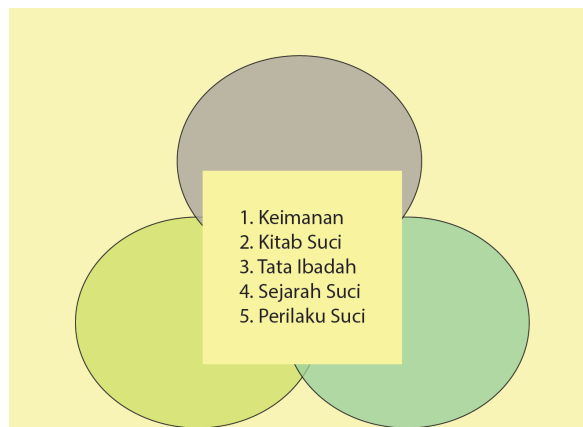 1. Keimanan
2. Kitab Suci
3. Tata Ibadah
4. Sejarah Suci
5. Perilaku Suci